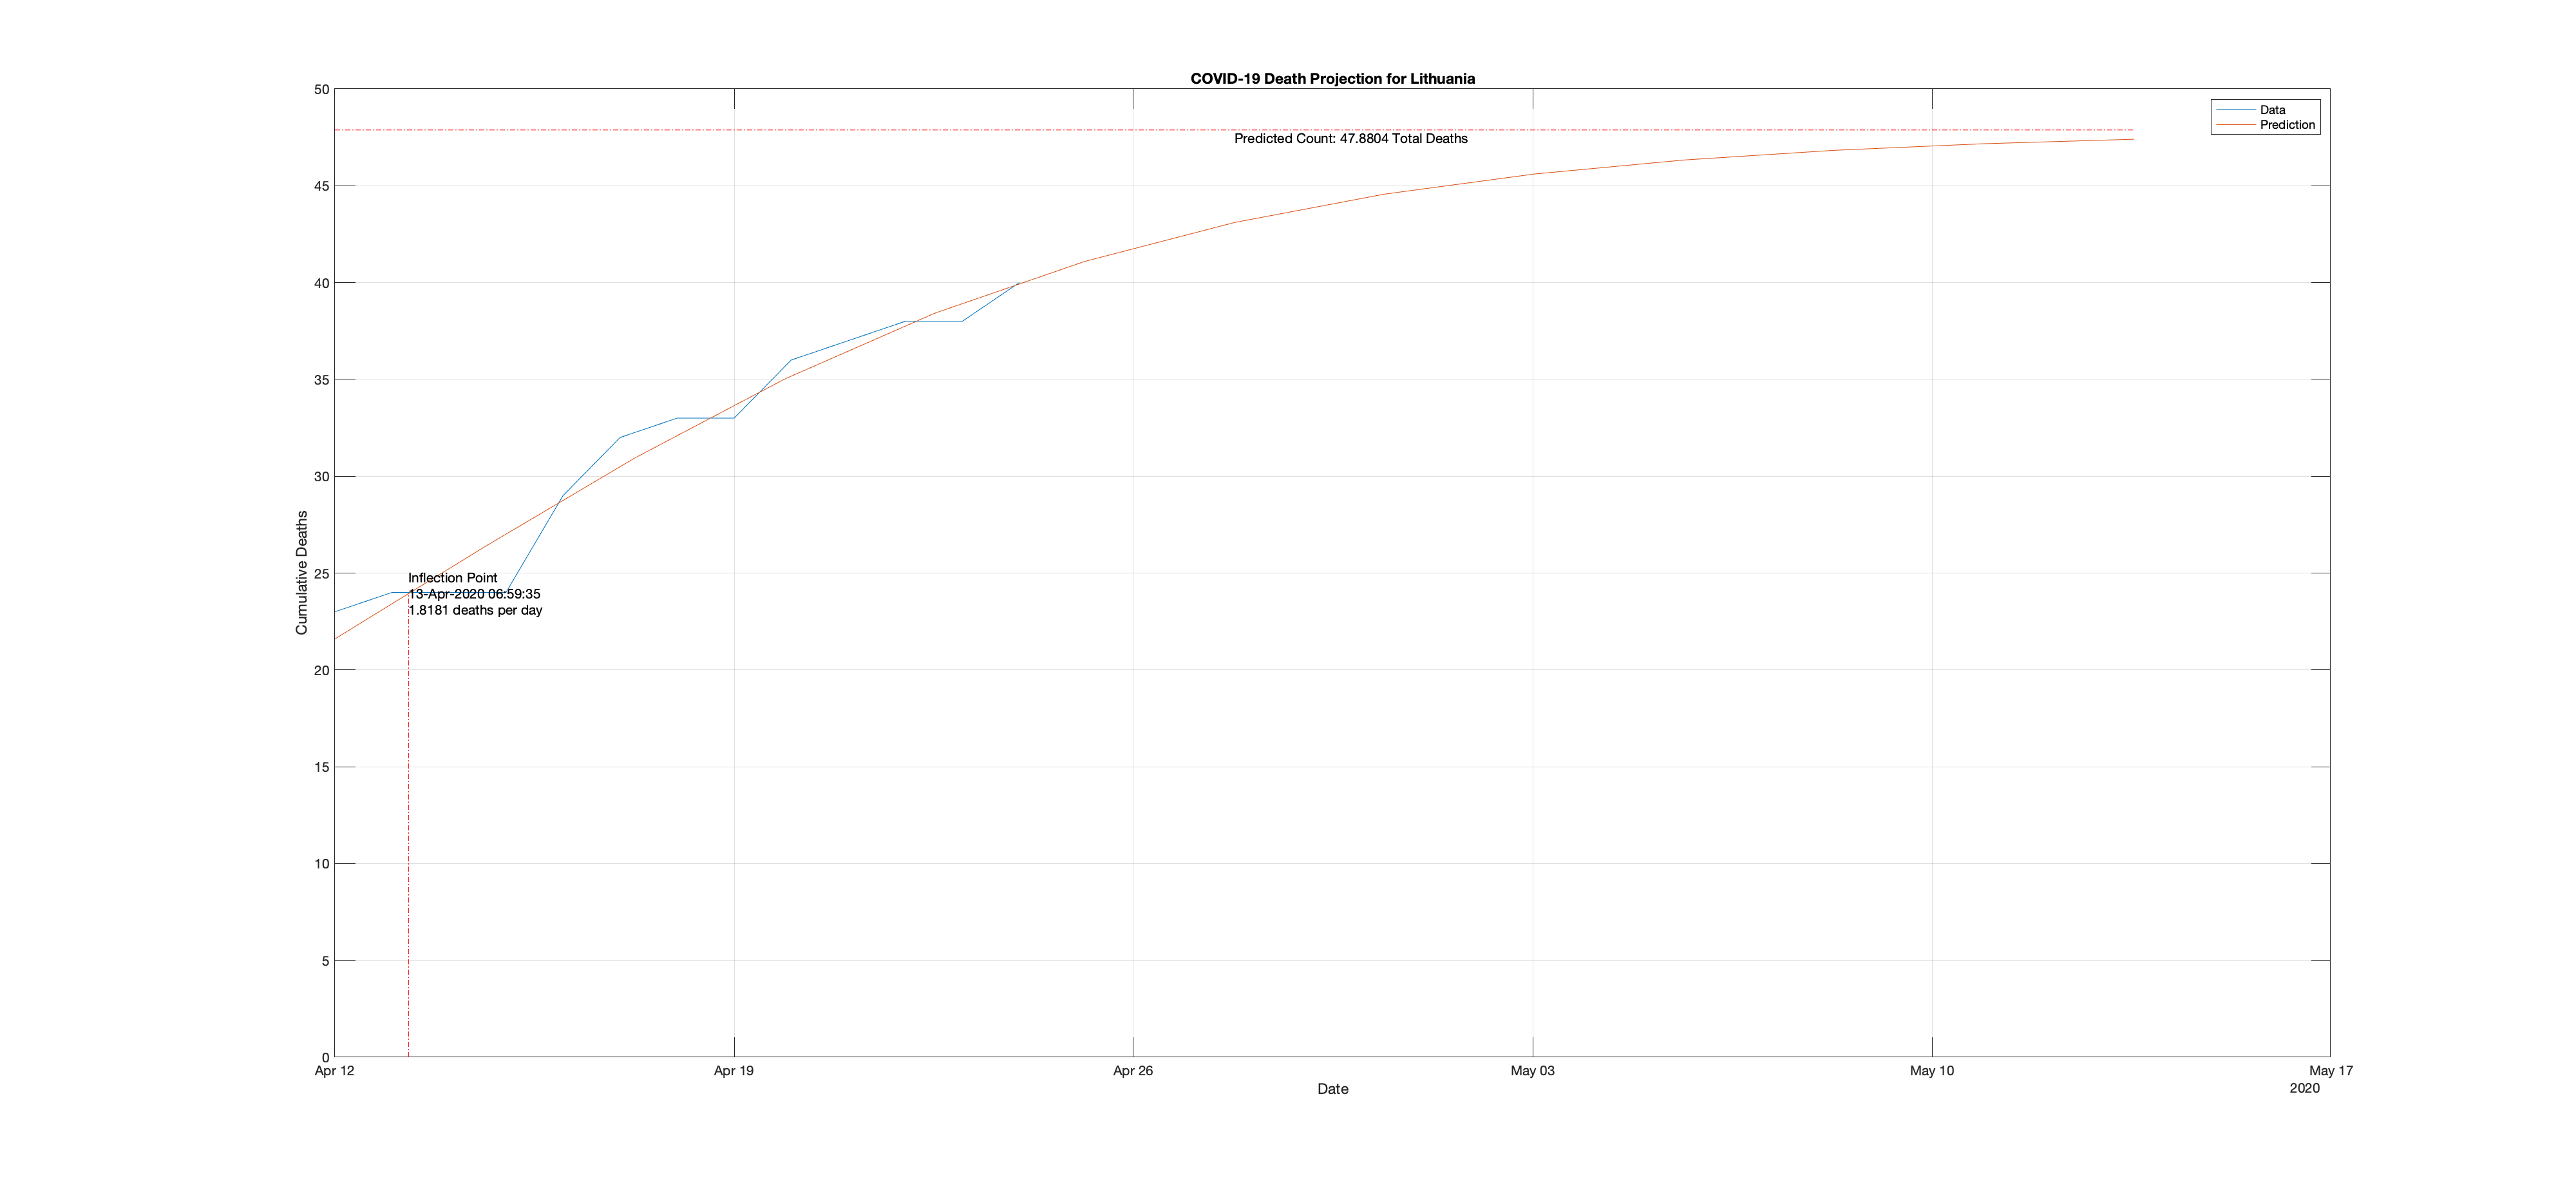 COVID-19 Death Projection for Lithuania
Data
Prediction
Predicted Count: 47.8804 Total Deaths
50
45
40
35
30
25
20
15
10
5
0
Cumulative Deaths
Inflection Point
13-Apr-2020 06:59:35
1.8181 deaths per day
Apr 12
Apr 19
Apr 26
May 03
May 10
May 17
2020
Date